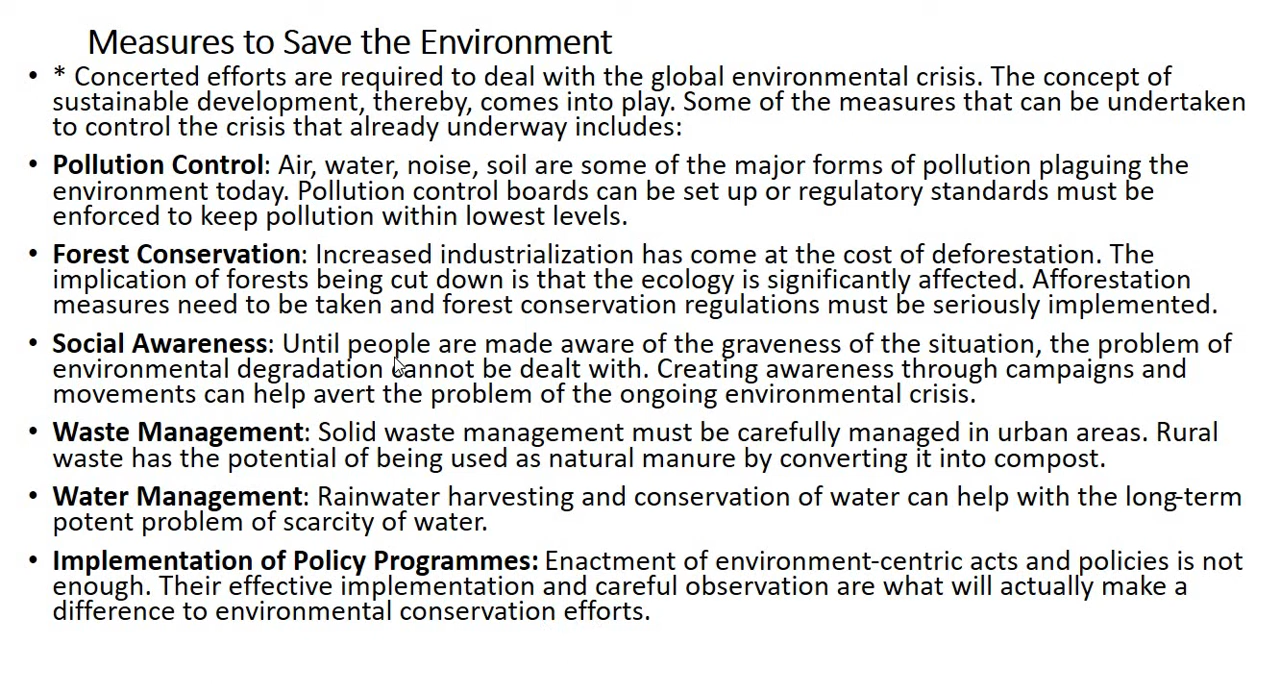 Measures to Save the Environment
• * Concerted efforts are required to deal with the global environmental crisis. The concept of
sustainable development, thereby, comes into play. Some of the measures that can be undertaken
to control the crisis that already underway includes:
• Pollution Control: Air, water, noise, soil are some of the major forms of pollution plaguing the
environment today. Pollution control boards can be set up or regulatory standards must be
enforced to keep pollution within lowest levels.
• Forest Conservation: Increased industrialization has come at the cost of deforestation. The
implication of forests being cut down is that the ecology is significantly affected. Afforestation
measures need to be taken and forest conservation regulations must be seriously implemented.
• Social Awareness: Until people are made aware of the graveness of the situation, the problem of
environmental degradation cannot be dealt with. Creating awareness through campaigns and
movements can help avert the problem of the ongoing environmental crisis.
• Waste Management: Solid waste management must be carefully managed in urban areas. Rural
waste has the potential of being used as natural manure by converting it into compost.
• Water Management: Rainwater harvesting and conservation of water can help with the long-term
potent problem of scarcity of water.
• Implementation of Policy Programmes: Enactment of environment-centric acts and policies is not
enough. Their effective implementation and careful observation are what will actually make a
difference to environmental conservation efforts.